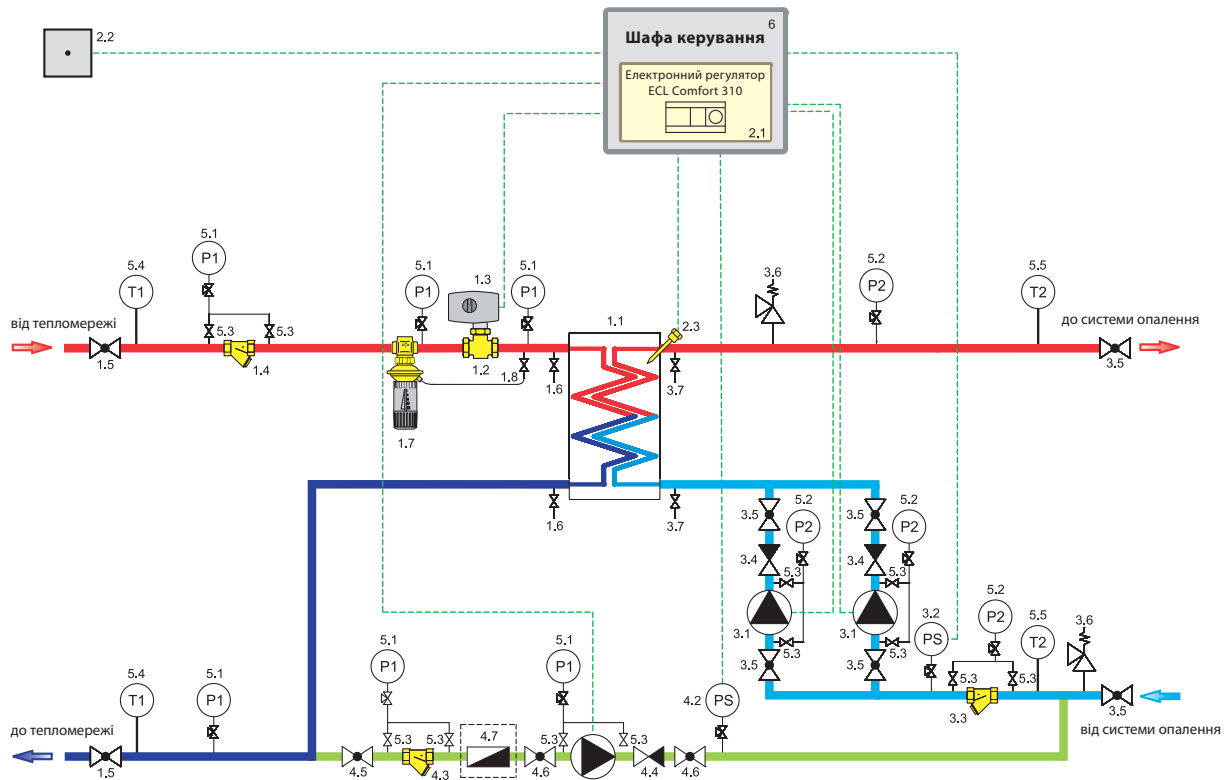 6
Шафа керування
Електронний регулятор
ECL Comfort 310
2.1
2.2
5.1
P1
5.4
T1
5.3
5.3
від тепломережі
1.5
1.4
5.1
P1
1.3
5.1
P1
1.2
1.8
1.7
1.6
1.1
2.3
3.7
3.6
5.2
P2
5.5
T2
до системи опалення
3.5
1.6
3.7
3.5
5.2
P2
3.5
5.2
P2
3.4
5.3
3.4
5.3
3.1
5.3
3.1
5.3
3.5
3.5
3.2
PS
5.2
P2
5.5
T2
3.6
5.3
5.3
3.3
3.5
від системи опалення
5.4
T1
5.1
P1
до тепломережі
1.5
5.1
P1
5.3
5.3
4.5
4.3
4.7
4.6
5.1
P1
5.3
5.3
4.4
4.6
4.2
PS